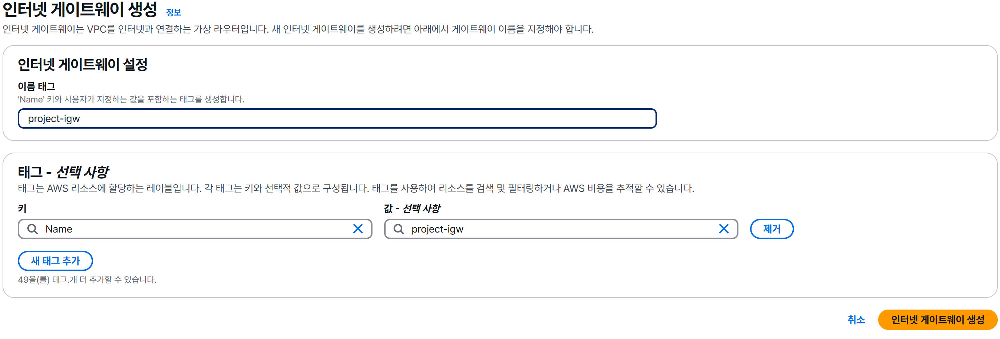 인터넷 게이트웨이 생성 정보
인터넷 게이트웨이는 VPC를 인터넷과 연결하는 가상 라우터입니다. 새 인터넷 게이트웨이를 생성하려면 아래에서 게이트웨이 이름을 지정해야 합니다.
인터넷 게이트웨이 설정
이름 태그
'Name' 키와 사용자가 지정하는 값을 포함하는 태그를 생성합니다.
project-igw
태그 - 선택 사항
태그는 AWS 리소스에 할당하는 레이블입니다. 각 태그는 키와 선택적 값으로 구성됩니다. 태그를 사용하여 리소스를 검색 및 필터링하거나 AWS 비용을 추적할 수 있습니다.
키 값 - 선택 사항
Name project-igw 제거
새 태그 추가
49을(를) 태그.개 더 추가할 수 있습니다.
취소 인터넷 게이트웨이 생성